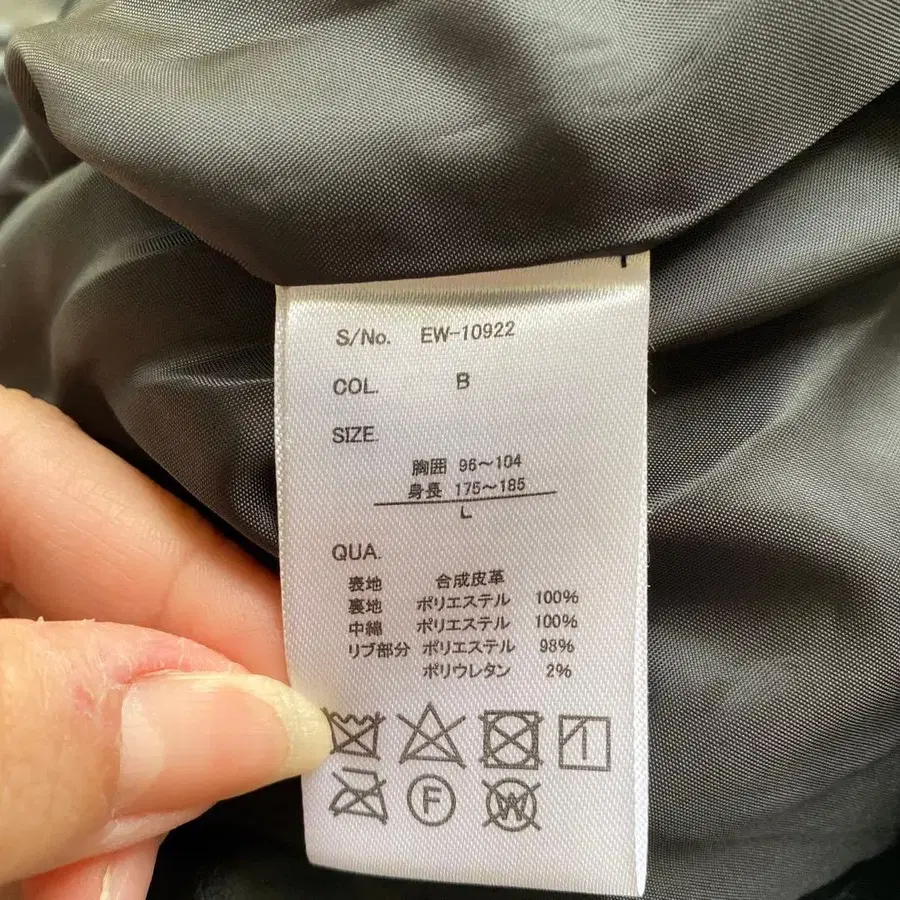 S/No. EW-10922
COL. B
SIZE.
胸囲 96～104
身長 175～185
L
QUA.
表地 合成皮革
裏地 ポリエステル 100%
中綿 ポリエステル 100%
リブ部分 ポリエステル 98%
ポリウレタン 2%
F W